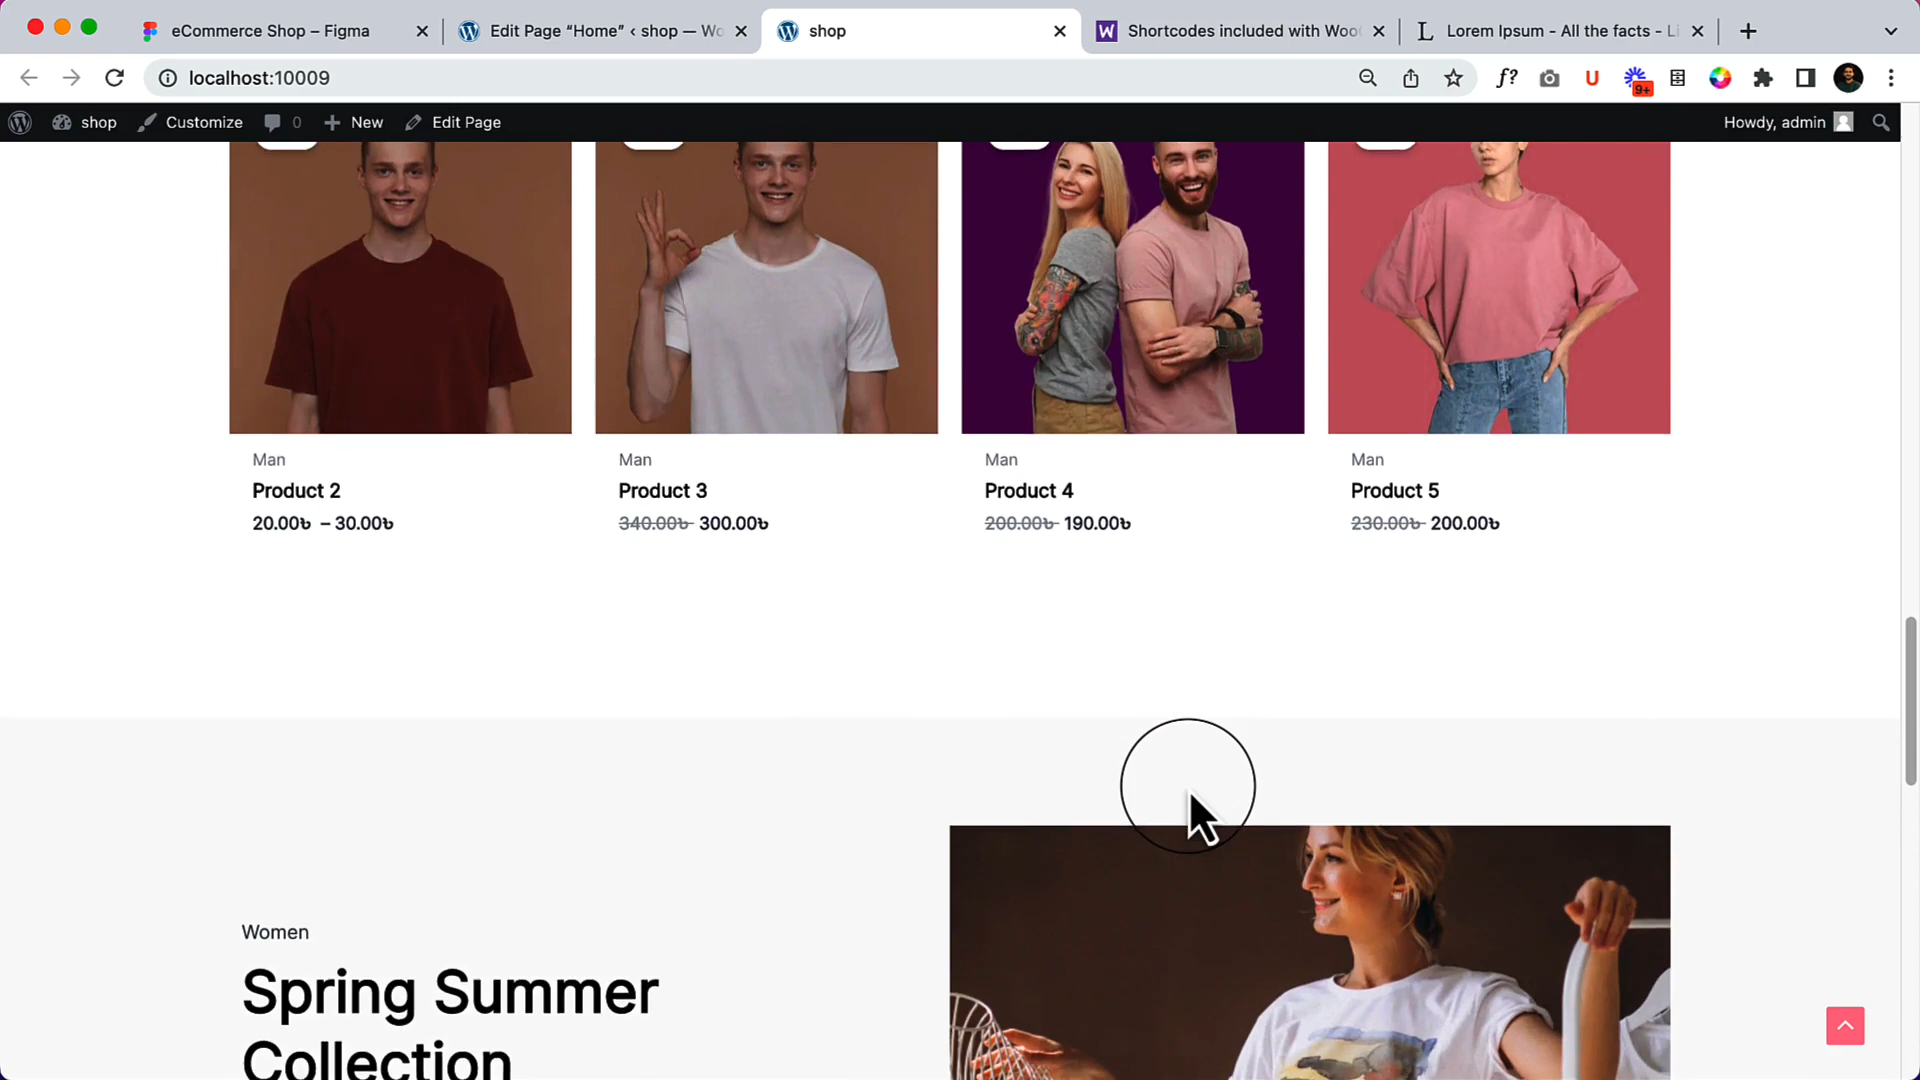 eCommerce Shop – Figma
Edit Page “Home” ‹ shop — Wo
shop
Shortcodes included with Woo
Lorem Ipsum - All the facts - Li
localhost:10009
f?
U
9+
shop
Customize
0
New
Edit Page
Howdy, admin
Man
Product 2
20.00৳ – 30.00৳
Man
Product 3
340.00৳ 300.00৳
Man
Product 4
200.00৳ 190.00৳
Man
Product 5
230.00৳ 200.00৳
Women
Spring Summer
Collection